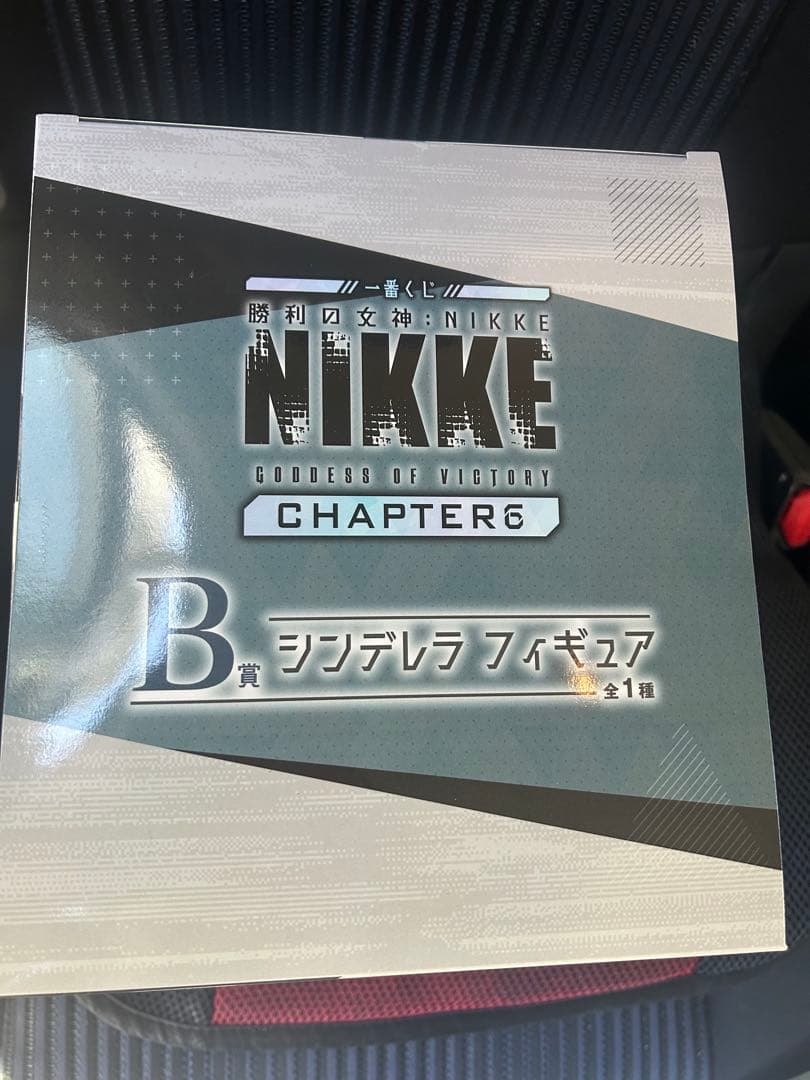 一番くじ
勝利の女神:NIKKE
NIKKE
GODDESS OF VICTORY
CHAPTER6
B賞 シンデレラ フィギュア
全1種